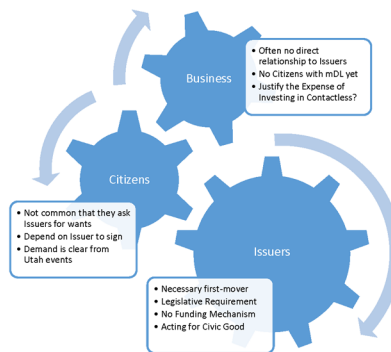 Business
• Often no direct
relationship to Issuers
• No Citizens with mDL yet
• Justify the Expense of
Investing in Contactless?
Citizens
• Not common that they ask
Issuers for wants
• Depend on Issuer to sign
• Demand is clear from
Utah events
Issuers
• Necessary first-mover
• Legislative Requirement
• No Funding Mechanism
• Acting for Civic Good